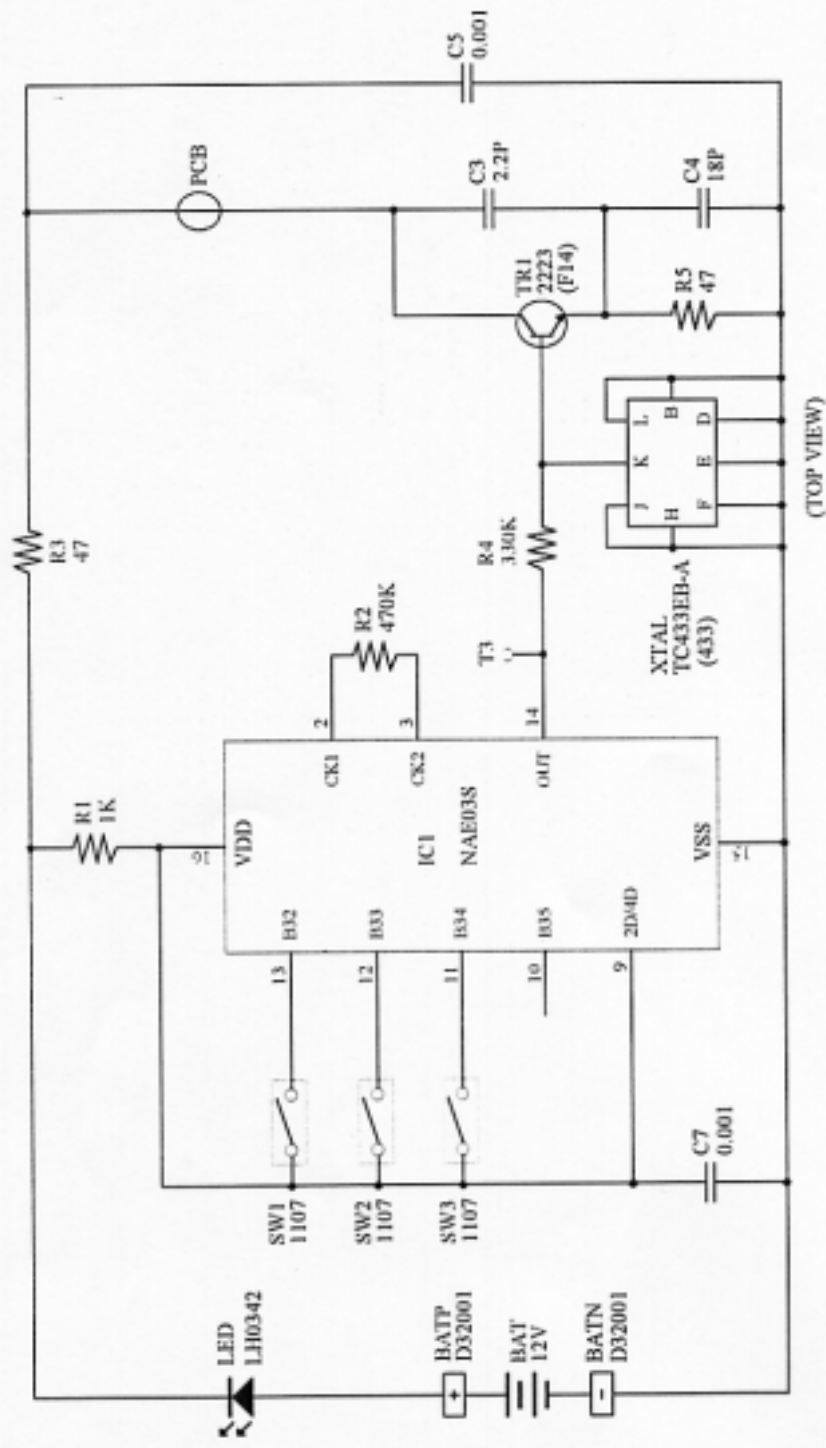 LED
LH0342
BATP
D32001
+
BAT
12V
BATN
D32001
-
SW1
1107
SW2
1107
SW3
1107
C7
0.001
R1
1K
13
B32
12
B33
11
B34
10
B35
9
2D/4D
16
VDD
IC1
NAE03S
VSS
2
CK1
3
CK2
14
OUT
R2
470K
R3
47
T3
R4
330K
XTAL
TC433EB-A
(433)
J
K
L
H
B
F
E
D
(TOP VIEW)
PCB
TR1
2223
(F14)
R5
47
C3
2.2P
C4
18P
C5
0.001